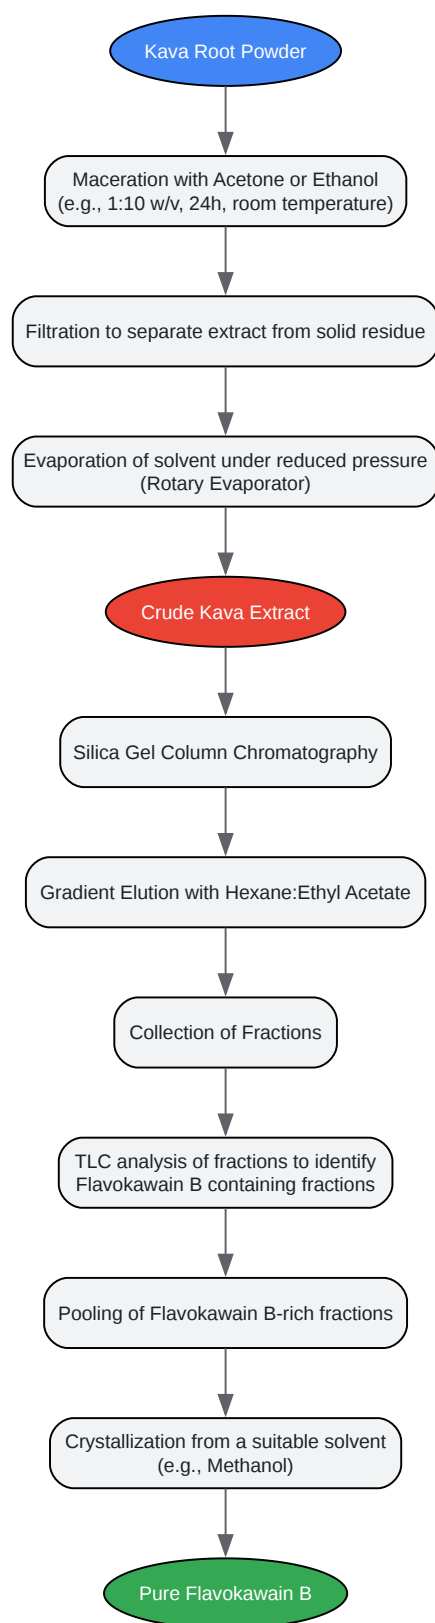 Kava Root Powder
Maceration with Acetone or Ethanol
(e.g., 1:10 w/v, 24h, room temperature)
Filtration to separate extract from solid residue
Evaporation of solvent under reduced pressure
(Rotary Evaporator)
Crude Kava Extract
Silica Gel Column Chromatography
Gradient Elution with Hexane:Ethyl Acetate
Collection of Fractions
TLC analysis of fractions to identify
Flavokawain B containing fractions
Pooling of Flavokawain B-rich fractions
Crystallization from a suitable solvent
(e.g., Methanol)
Pure Flavokawain B